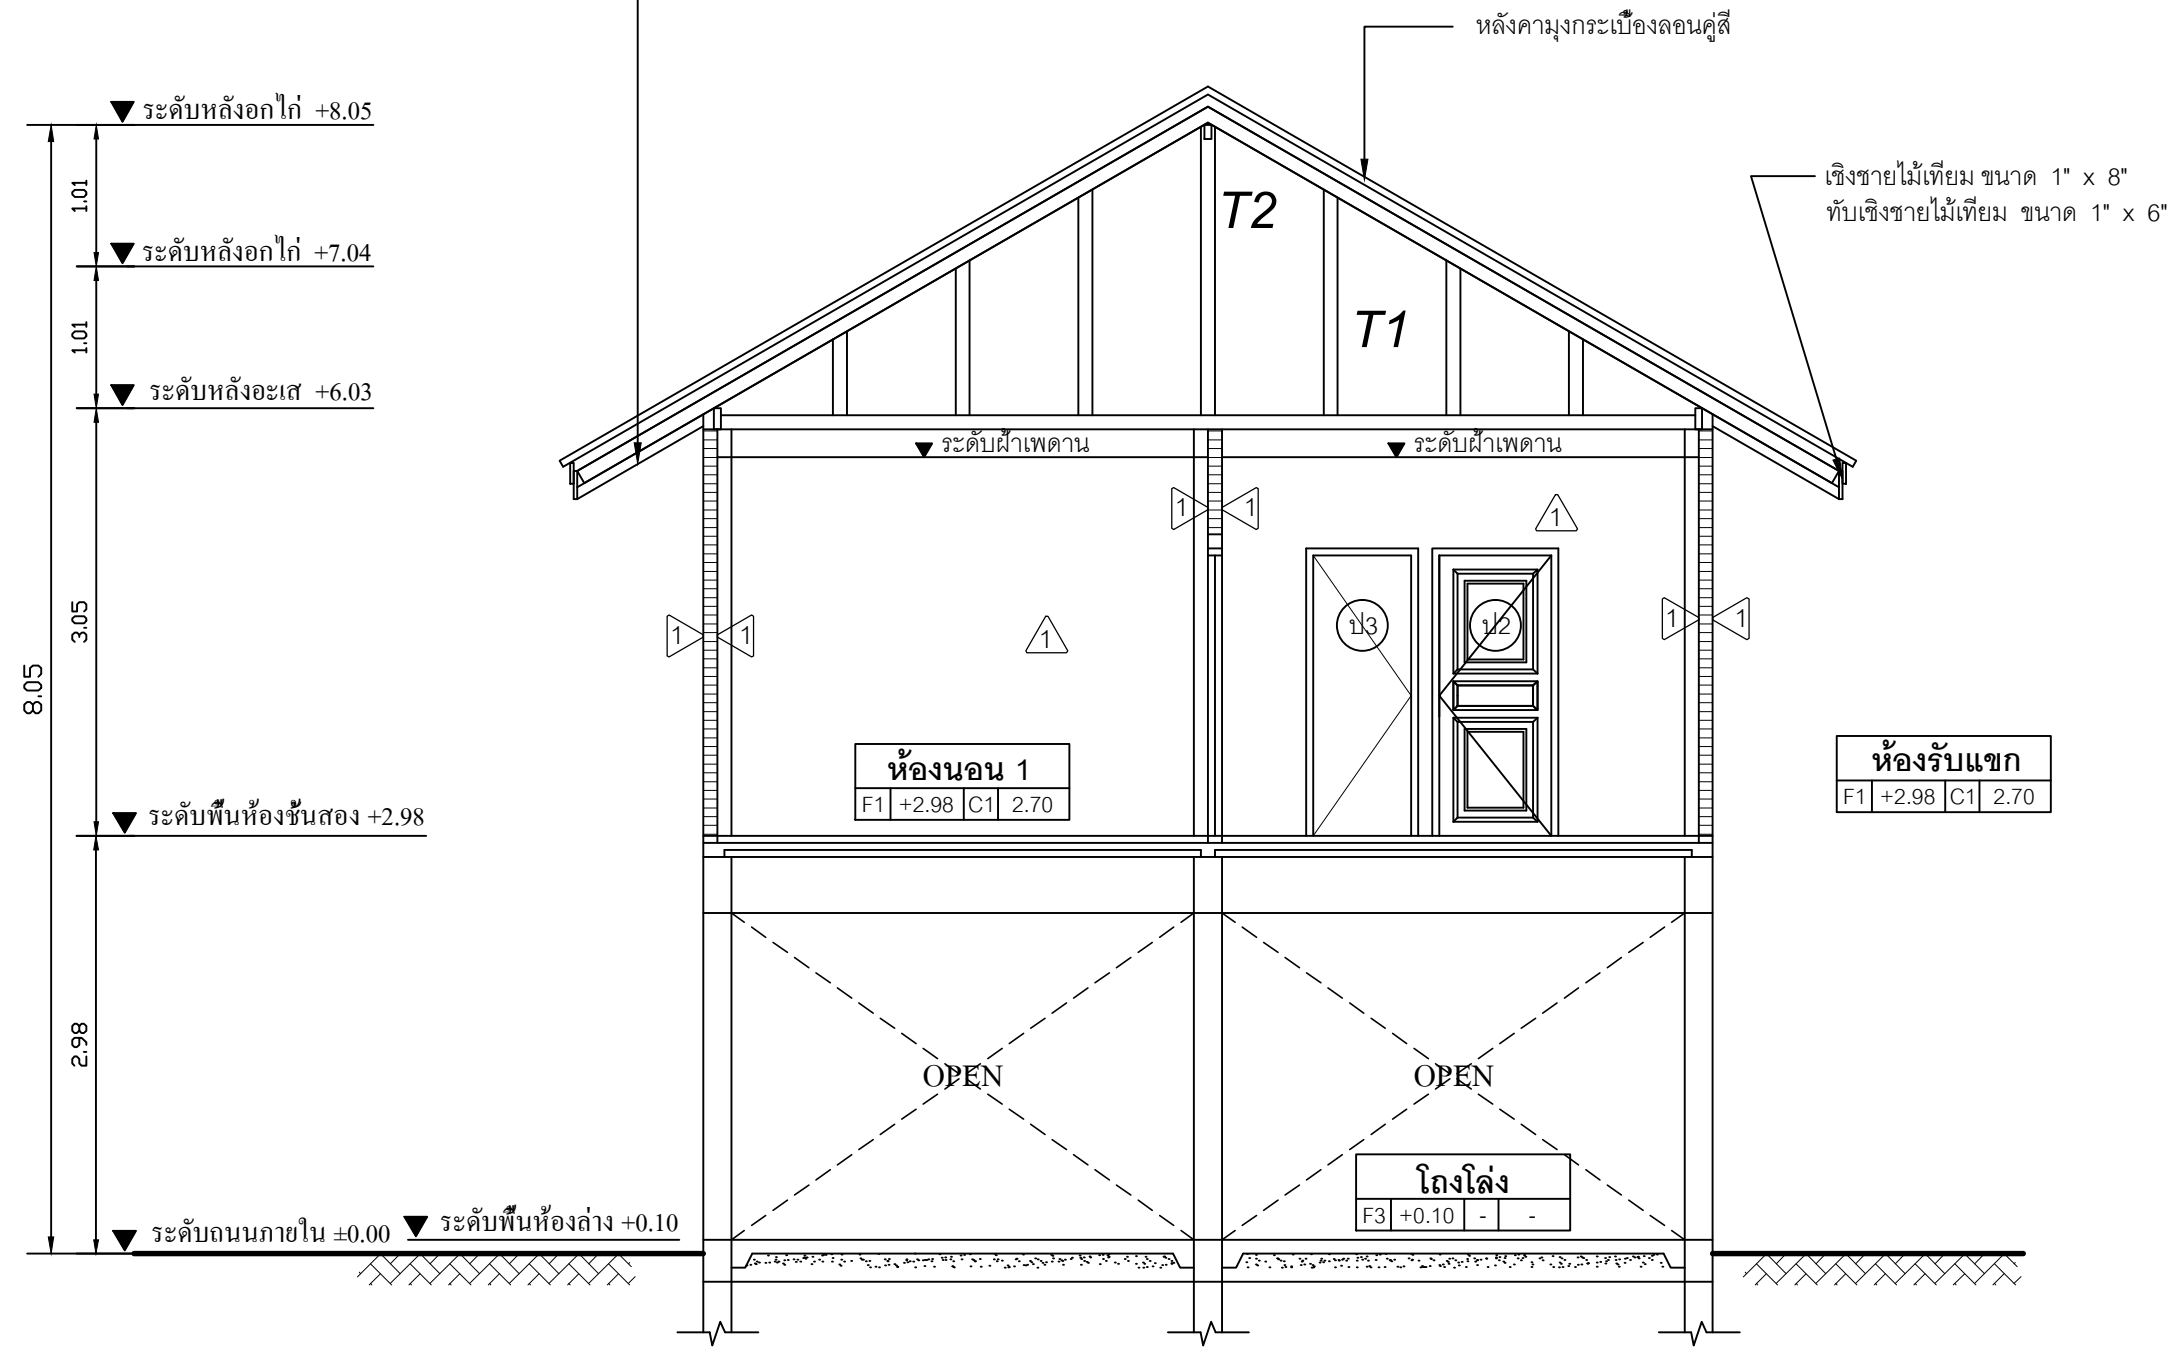 หลังคามุงกระเบื้องลอนคู่สี
ระดับหลังอกไก่ +8.05
เชิงชายไม้เทียม ขนาด 1" x 8"
ทับเชิงชายไม้เทียม ขนาด 1" x 6"
1.01
T2
ระดับหลังอกไก่ +7.04
1.01
T1
ระดับหลังอะเส +6.03
ระดับฝ้าเพดาน
ระดับฝ้าเพดาน
1
1
1
3.05
1
1
1
ป3
ป2
1
1
8.05
ห้องนอน 1
F1 +2.98 C1 2.70
ห้องรับแขก
F1 +2.98 C1 2.70
ระดับพื้นห้องชั้นสอง +2.98
2.98
OPEN
OPEN
โถงโล่ง
F3 +0.10 - -
ระดับถนนภายใน ±0.00
ระดับพื้นห้องล่าง +0.10